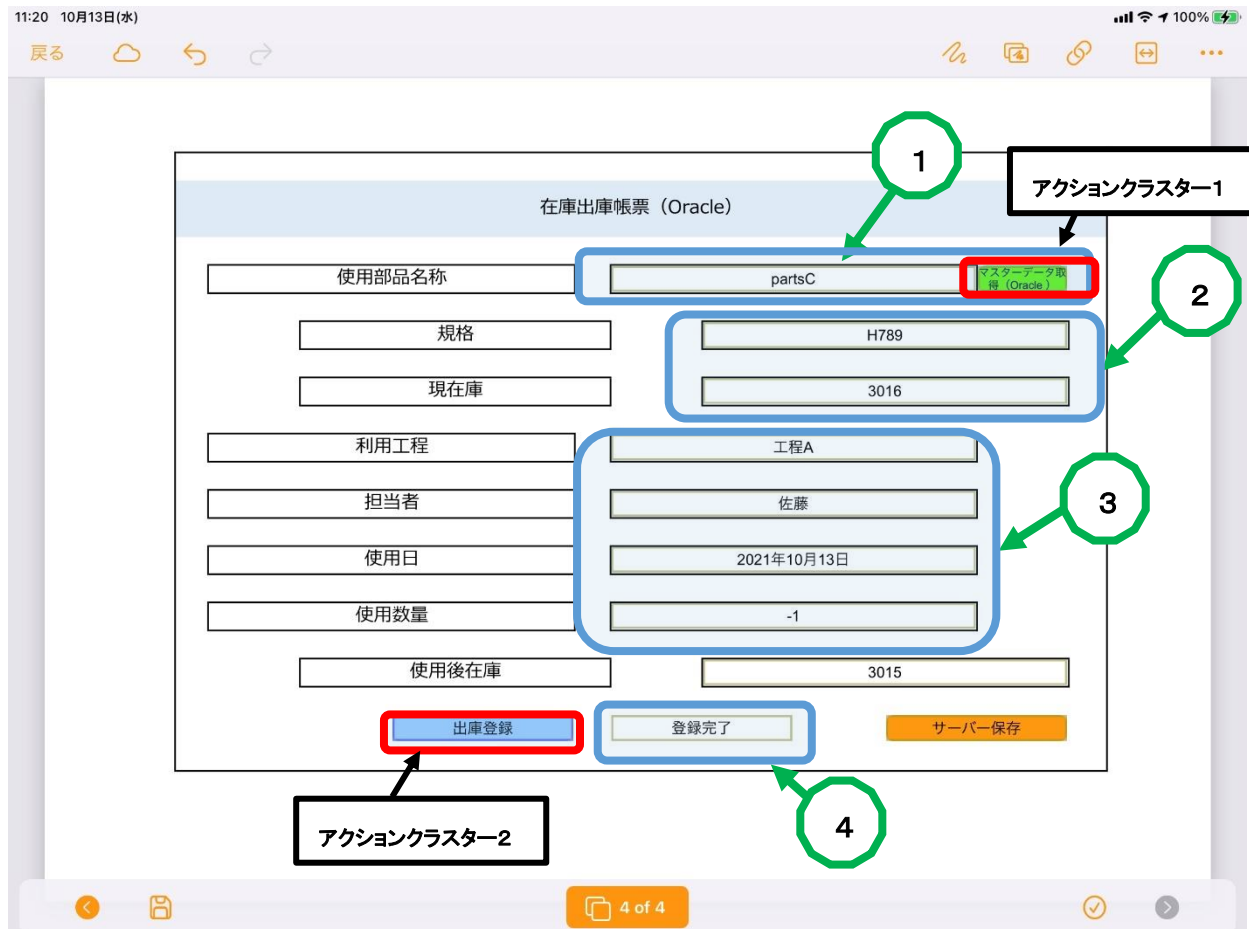 11:20 10月13日(水)
100%
戻る
1
アクションクラスター1
在庫出庫帳票（Oracle）
使用部品名称
partsC
マスターデータ取
得（Oracle）
2
規格
H789
現在庫
3016
利用工程
工程A
3
担当者
佐藤
使用日
2021年10月13日
使用数量
-1
使用後在庫
3015
出庫登録
登録完了
サーバー保存
アクションクラスター2
4
4 of 4